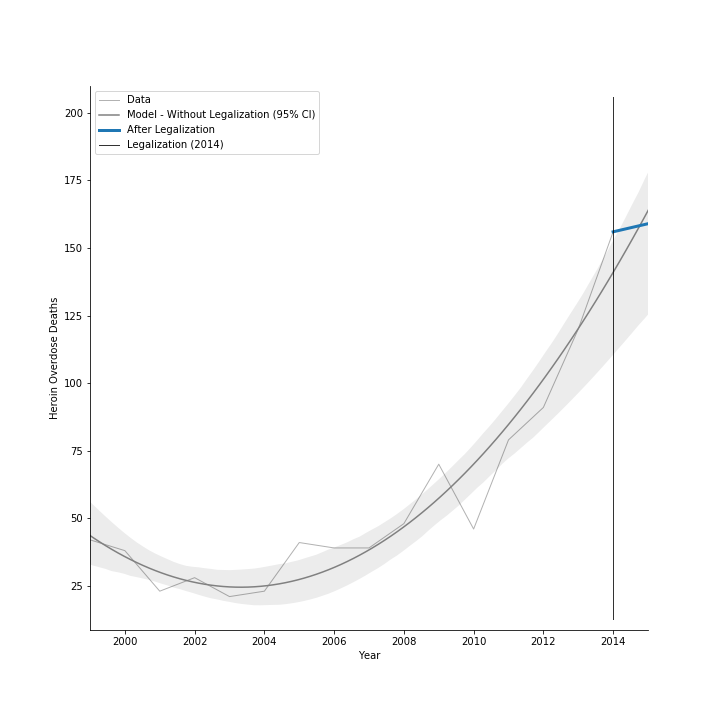 Data
Model - Without Legalization (95% CI)
After Legalization
Legalization (2014)
200
175
150
125
100
75
50
25
Heroin Overdose Deaths
2000 2002 2004 2006 2008 2010 2012 2014
Year